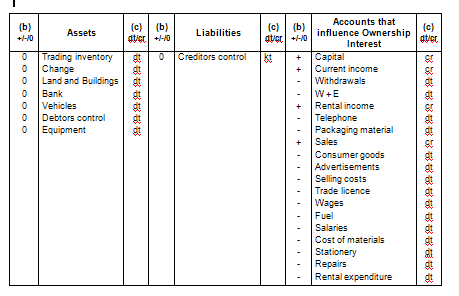 (b) +/-/0 Assets (c) dt/cr (b) +/-/0 Liabilities (c) dt/cr (b) +/-/0 Accounts that influence Ownership Interest (c) dt/cr
0 Trading inventory dt 0 Creditors control kt + Capital cr
0 Change dt + Current income cr
0 Land and Buildings dt - Withdrawals dt
0 Bank dt - W+E dt
0 Vehicles dt + Rental income cr
0 Debtors control dt - Telephone dt
0 Equipment dt - Packaging material dt
+ Sales cr
- Consumer goods dt
- Advertisements dt
- Selling costs dt
- Trade licence dt
- Wages dt
- Fuel dt
- Salaries dt
- Cost of materials dt
- Stationery dt
- Repairs dt
- Rental expenditure dt